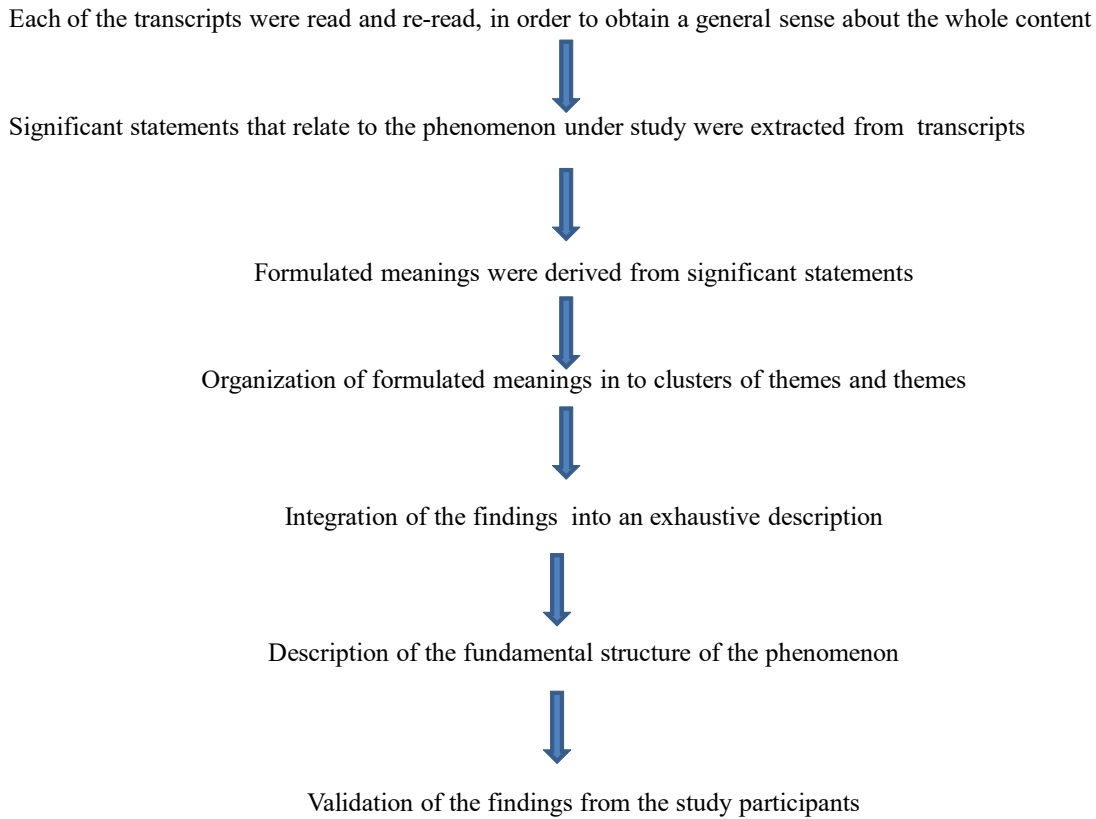 Each of the transcripts were read and re-read, in order to obtain a general sense about the whole content
Significant statements that relate to the phenomenon under study were extracted from transcripts
Formulated meanings were derived from significant statements
Organization of formulated meanings in to clusters of themes and themes
Integration of the findings into an exhaustive description
Description of the fundamental structure of the phenomenon
Validation of the findings from the study participants